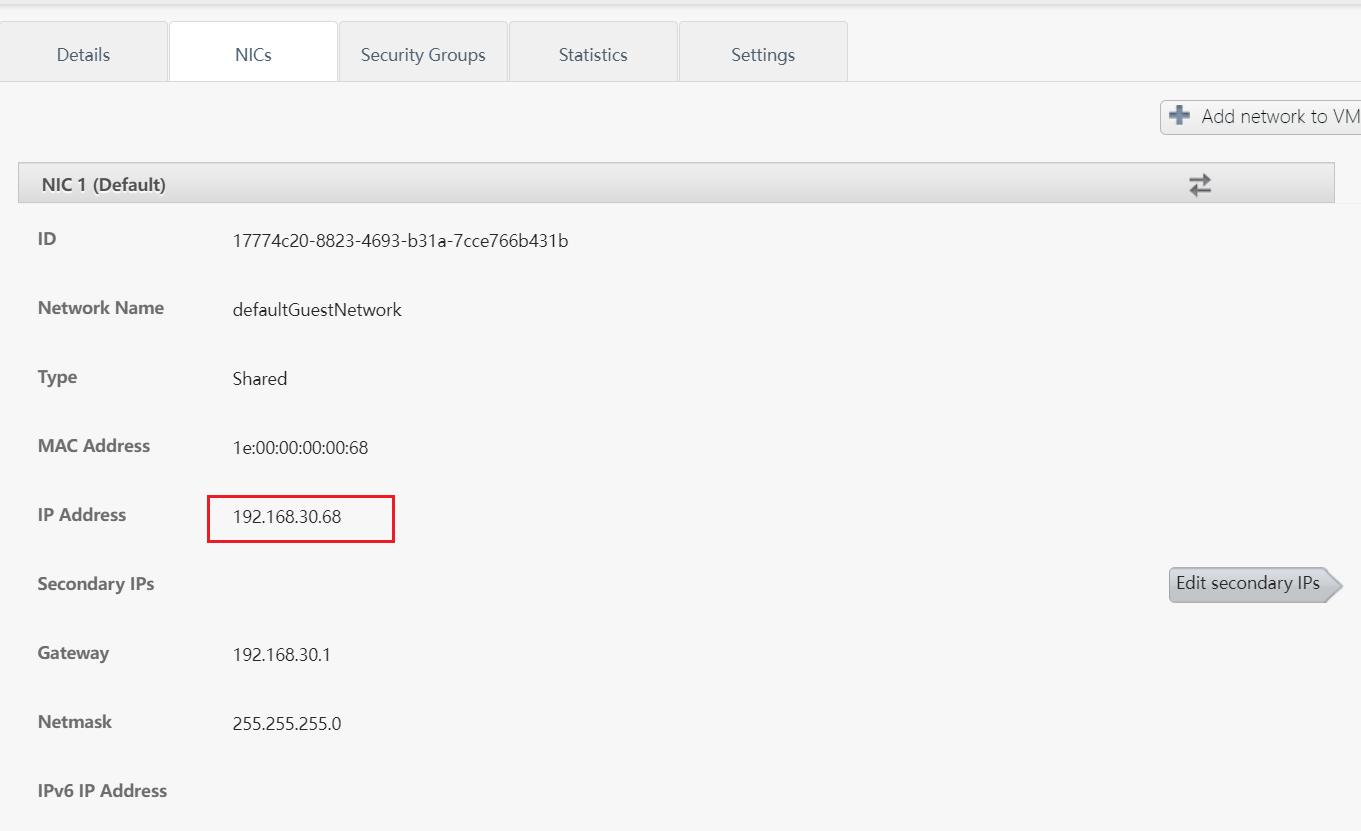 Details NICs Security Groups Statistics Settings
Add network to VM
NIC 1 (Default)
ID 17774c20-8823-4693-b31a-7cce766b431b
Network Name defaultGuestNetwork
Type Shared
MAC Address 1e:00:00:00:00:68
IP Address 192.168.30.68
Secondary IPs Edit secondary IPs
Gateway 192.168.30.1
Netmask 255.255.255.0
IPv6 IP Address